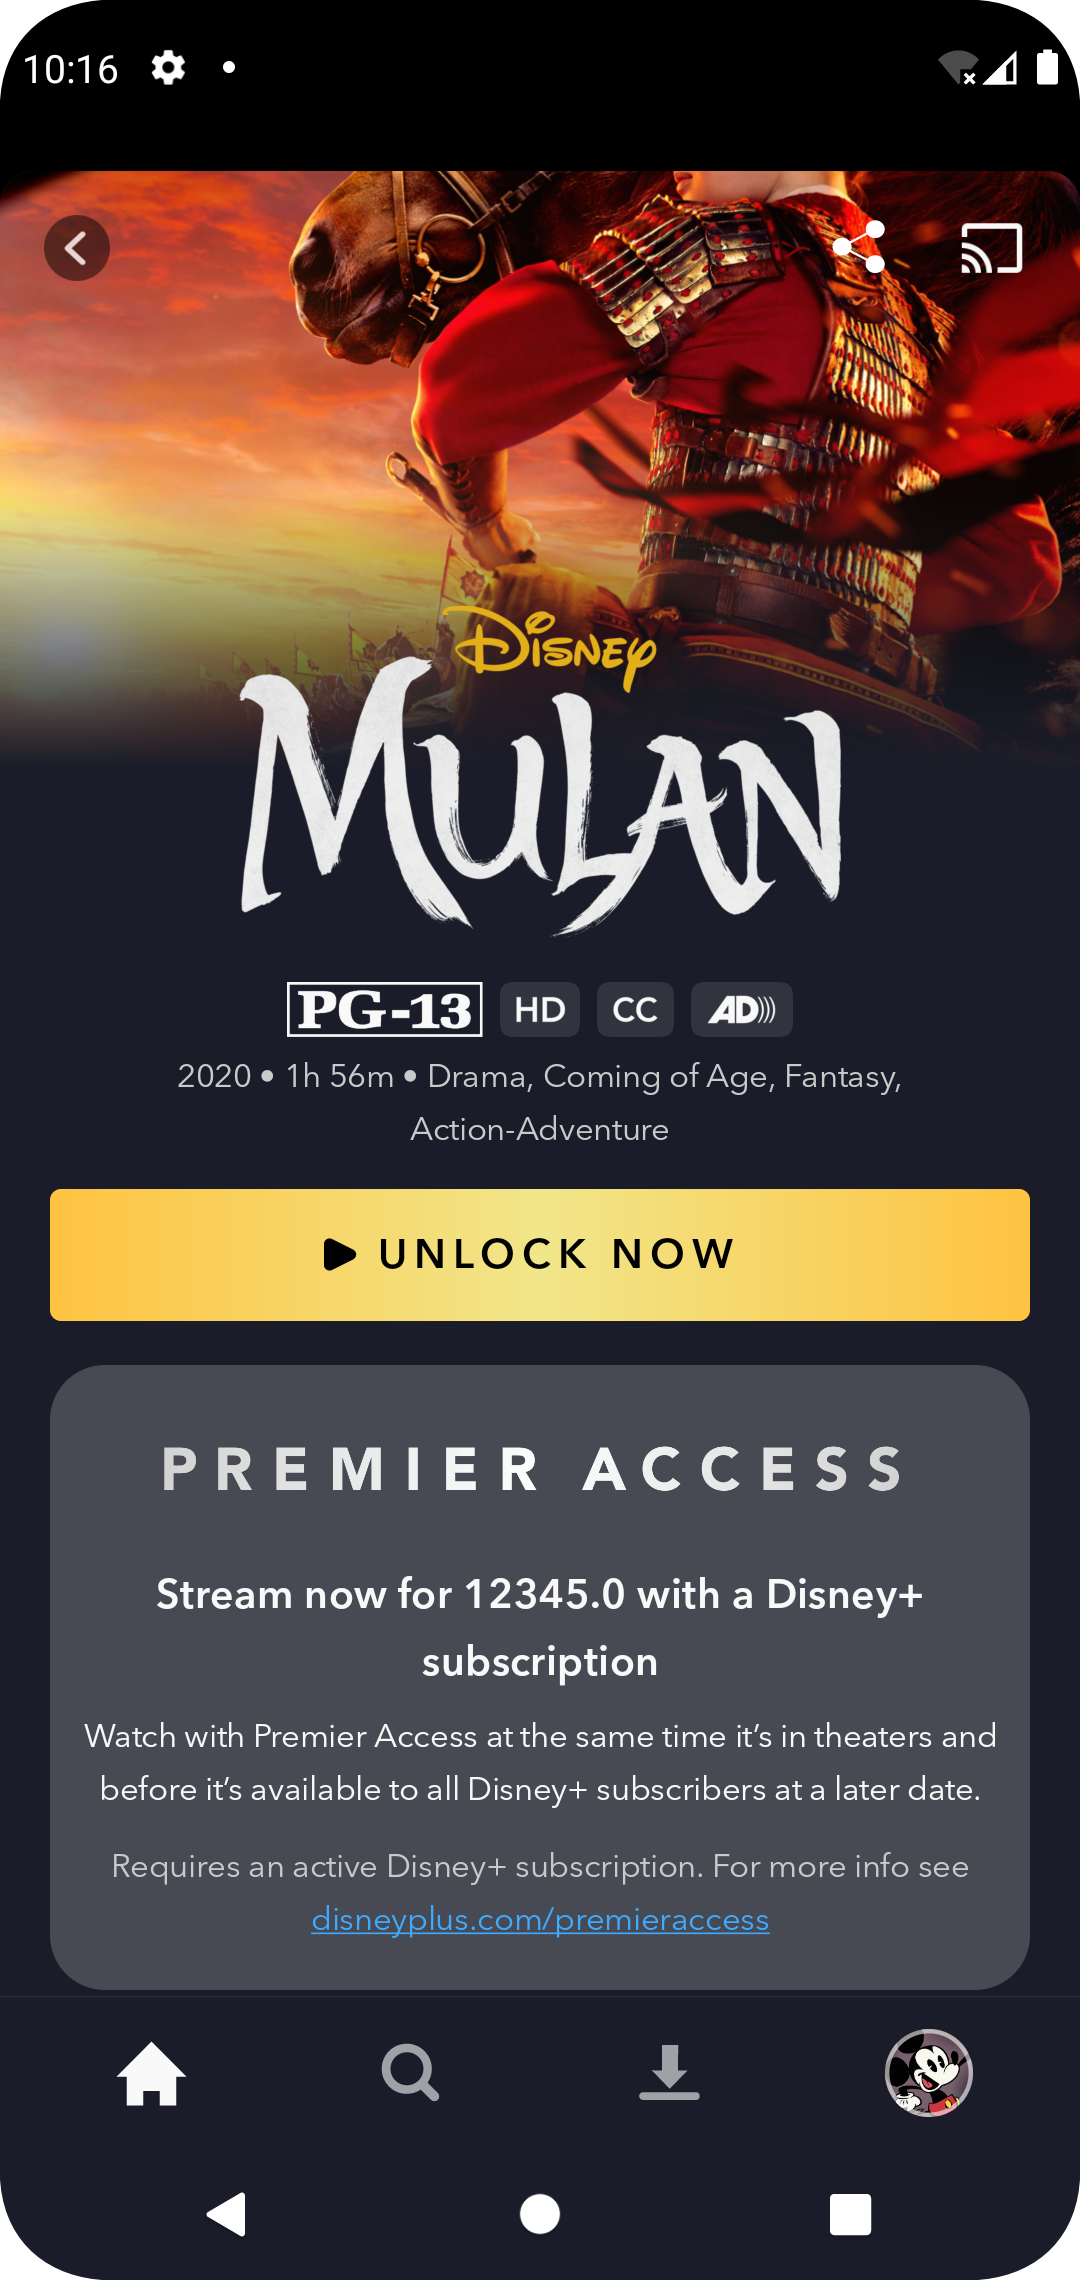 10:16
Disney
MULAN
PG-13 HD CC AD
2020 • 1h 56m • Drama, Coming of Age, Fantasy,
Action-Adventure
UNLOCK NOW
PREMIER ACCESS
Stream now for 12345.0 with a Disney+
subscription
Watch with Premier Access at the same time it’s in theaters and
before it’s available to all Disney+ subscribers at a later date.
Requires an active Disney+ subscription. For more info see
disneyplus.com/premieraccess